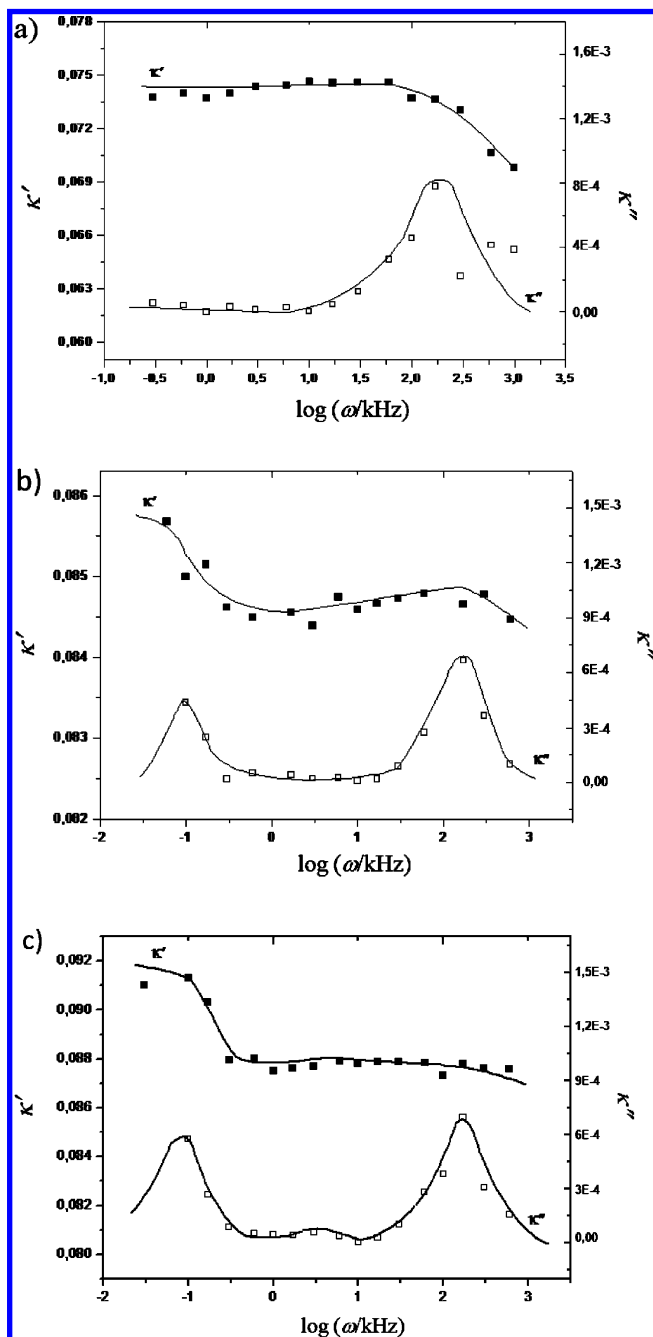 a)
0,078
0,075
0,072
0,069
0,066
0,063
0,060
κ'
κ'
1,6E-3
1,2E-3
8E-4
4E-4
0,00
κ"
κ"
-1,0 -0,5 0,0 0,5 1,0 1,5 2,0 2,5 3,0 3,5
log (ω/kHz)
b)
0,086
0,085
0,084
0,083
0,082
κ'
κ'
1,5E-3
1,2E-3
9E-4
6E-4
3E-4
0,00
κ"
κ"
-2 -1 0 1 2 3
log (ω/kHz)
c)
0,092
0,090
0,088
0,086
0,084
0,082
0,080
κ'
κ'
1,5E-3
1,2E-3
9E-4
6E-4
3E-4
0,00
κ"
κ"
-2 -1 0 1 2 3
log (ω/kHz)